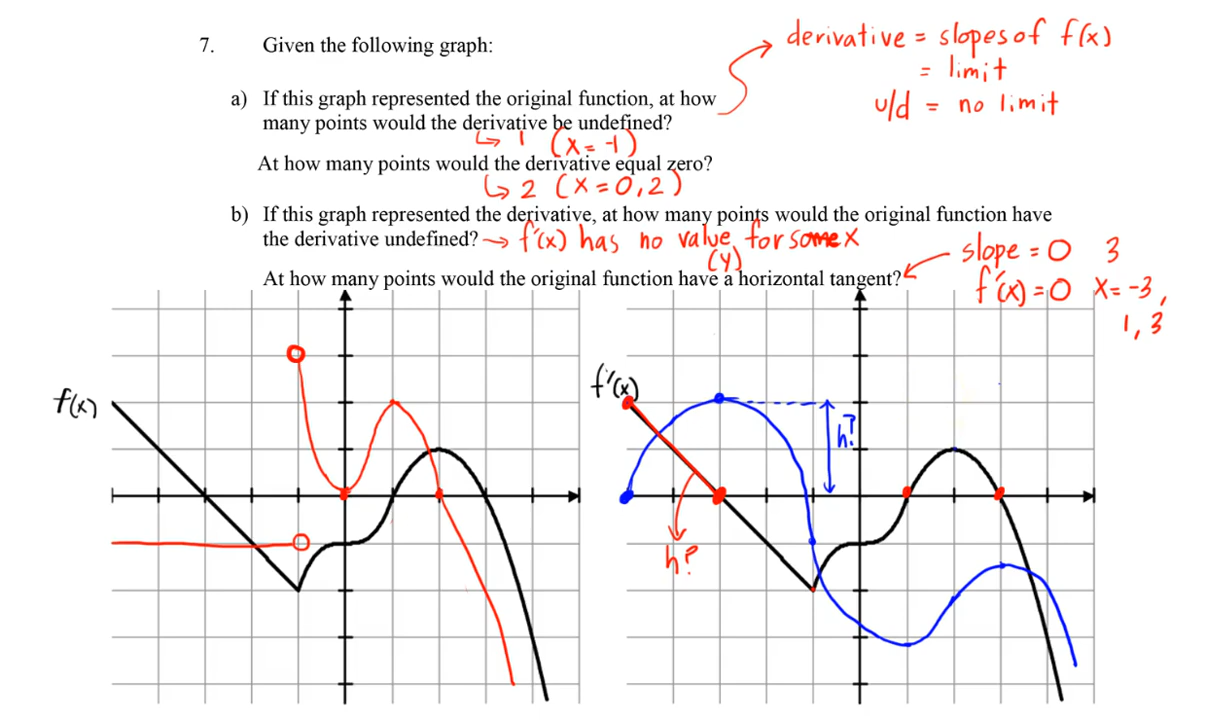 derivative = slopes of f(x)
7. Given the following graph:
= limit
a) If this graph represented the original function, at how
u/d = no limit
many points would the derivative be undefined?
↳ 1 (x = -1)
At how many points would the derivative equal zero?
↳ 2 (x = 0, 2)
b) If this graph represented the derivative, at how many points would the original function have
the derivative undefined? → f'(x) has no value for some x
(y)
slope = 0 3
At how many points would the original function have a horizontal tangent?
f'(x) = 0 x = -3,
1, 3
f(x)
f'(x)
h?
h?